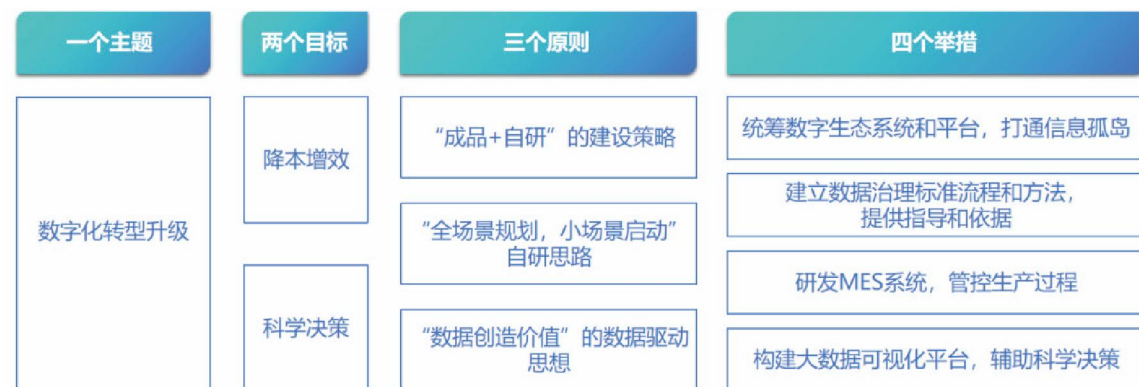 一个主题
两个目标
三个原则
四个举措
数字化转型升级
降本增效
科学决策
“成品+自研”的建设策略
“全场景规划，小场景启动”
自研思路
“数据创造价值”的数据驱动
思想
统筹数字生态系统和平台，打通信息孤岛
建立数据治理标准流程和方法，
提供指导和依据
研发MES系统，管控生产过程
构建大数据可视化平台，辅助科学决策